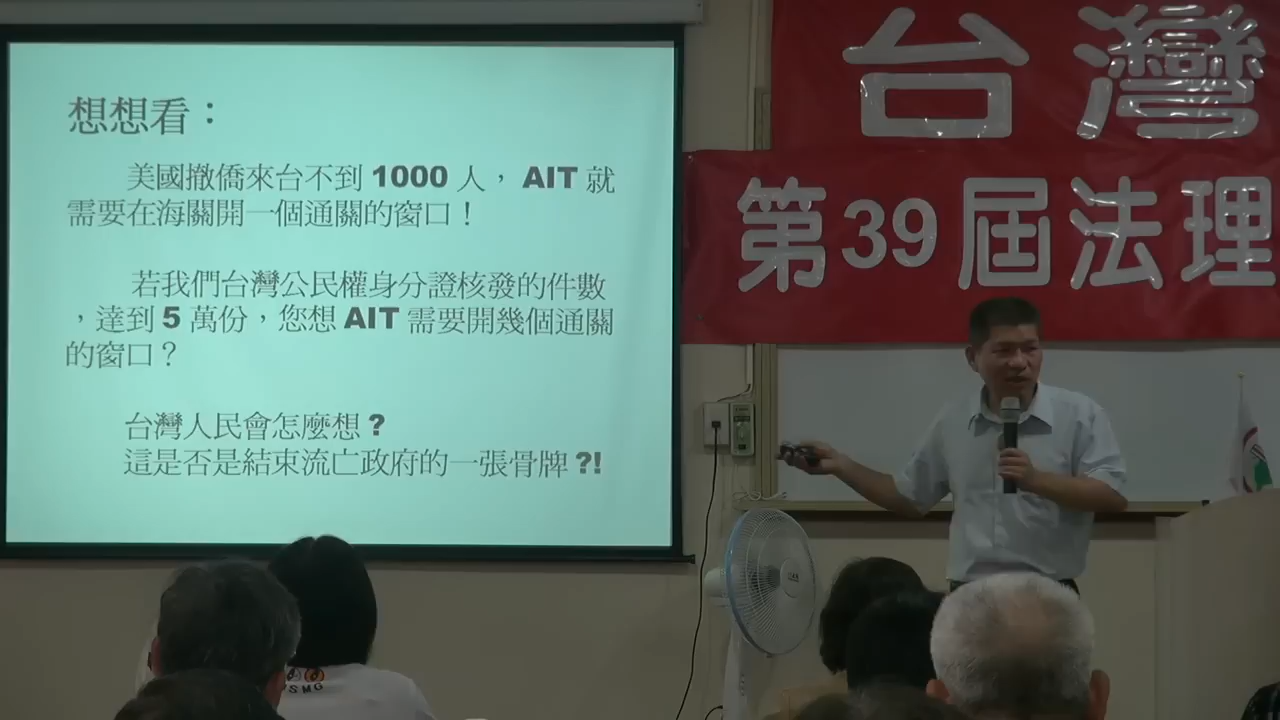 想想看：
美國撤僑來台不到 1000 人， AIT 就
需要在海關開一個通關的窗口！
若我們台灣公民權身分證核發的件數
，達到 5 萬份，您想 AIT 需要開幾個通關
的窗口？
台灣人民會怎麼想 ?
這是否是結束流亡政府的一張骨牌 ?!
台灣
第39屆法理
SMG